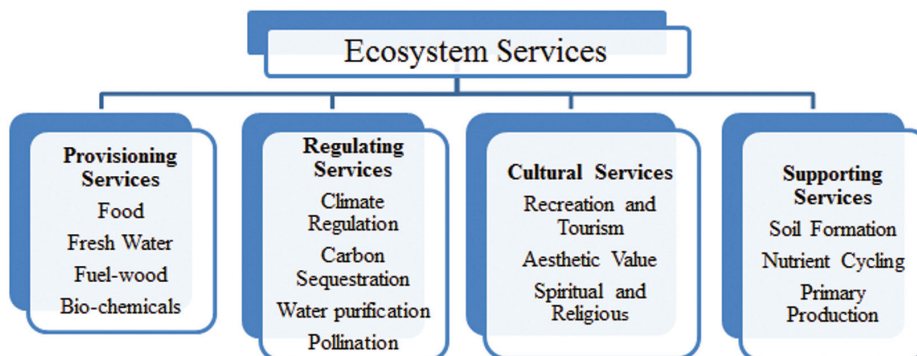 Ecosystem Services
Provisioning
Services
Food
Fresh Water
Fuel-wood
Bio-chemicals
Regulating
Services
Climate
Regulation
Carbon
Sequestration
Water purification
Pollination
Cultural Services
Recreation and
Tourism
Aesthetic Value
Spiritual and
Religious
Supporting
Services
Soil Formation
Nutrient Cycling
Primary
Production